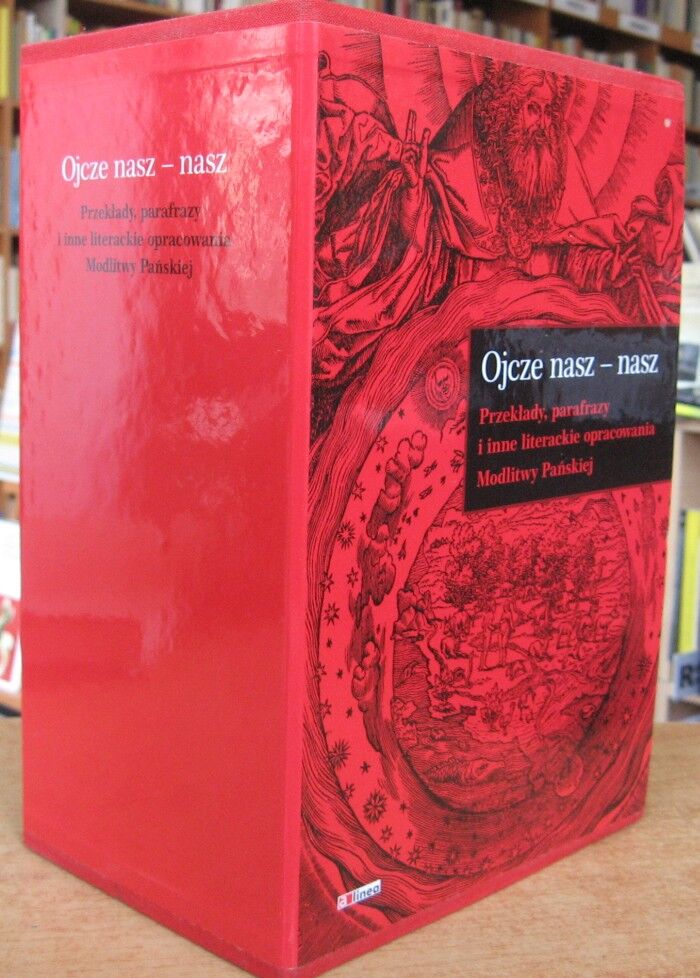 Ojcze nasz – nasz
Przekłady, parafrazy
i inne literackie opracowania
Modlitwy Pańskiej
Ojcze nasz – nasz
Przekłady, parafrazy
i inne literackie opracowania
Modlitwy Pańskiej
linea